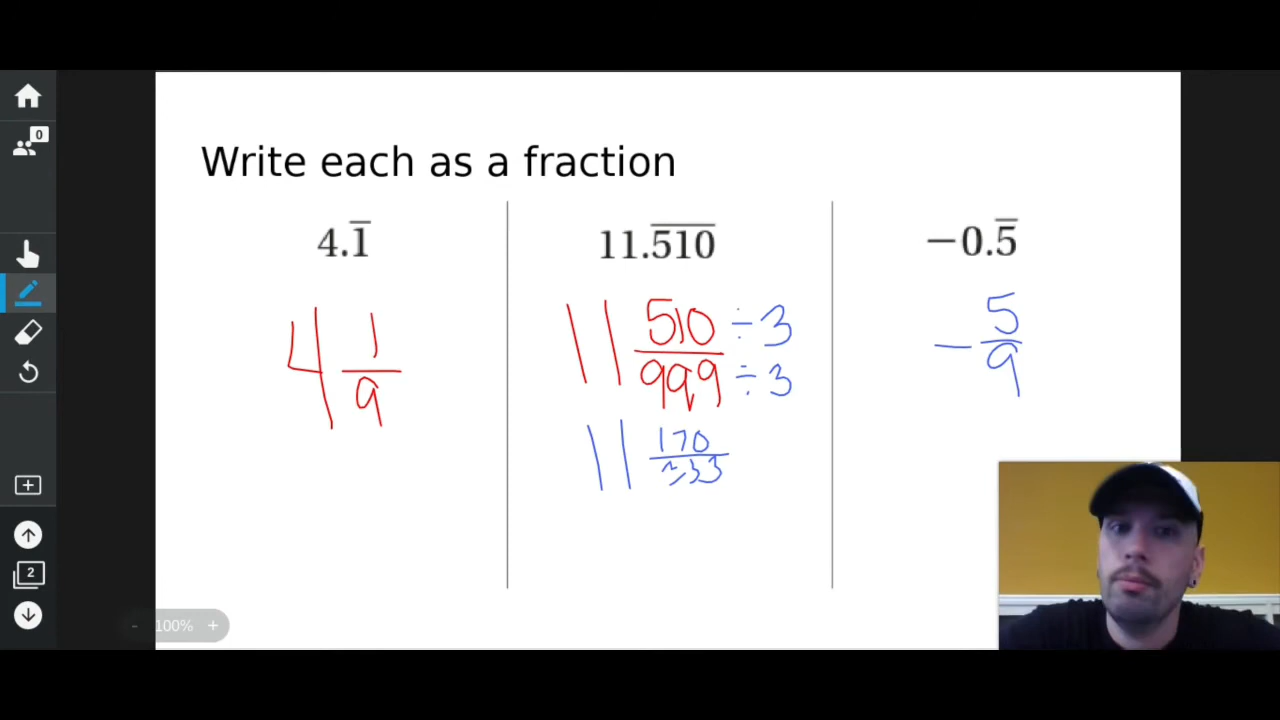 0
Write each as a fraction
4.1̅
11.5̅1̅0̅
−0.5̅
4 1/9
11 510/999 ÷3 ÷3
11 170/333
− 5/9
2
- 100% +